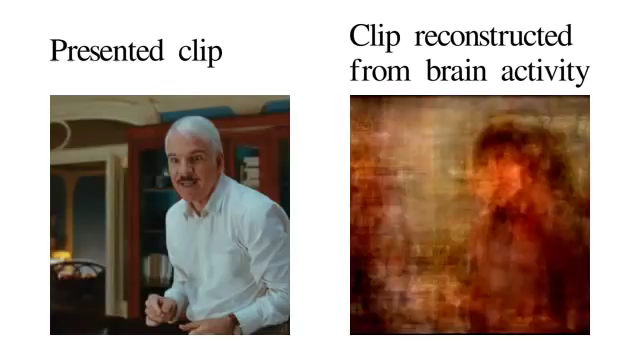 Presented clip
Clip reconstructed
from brain activity